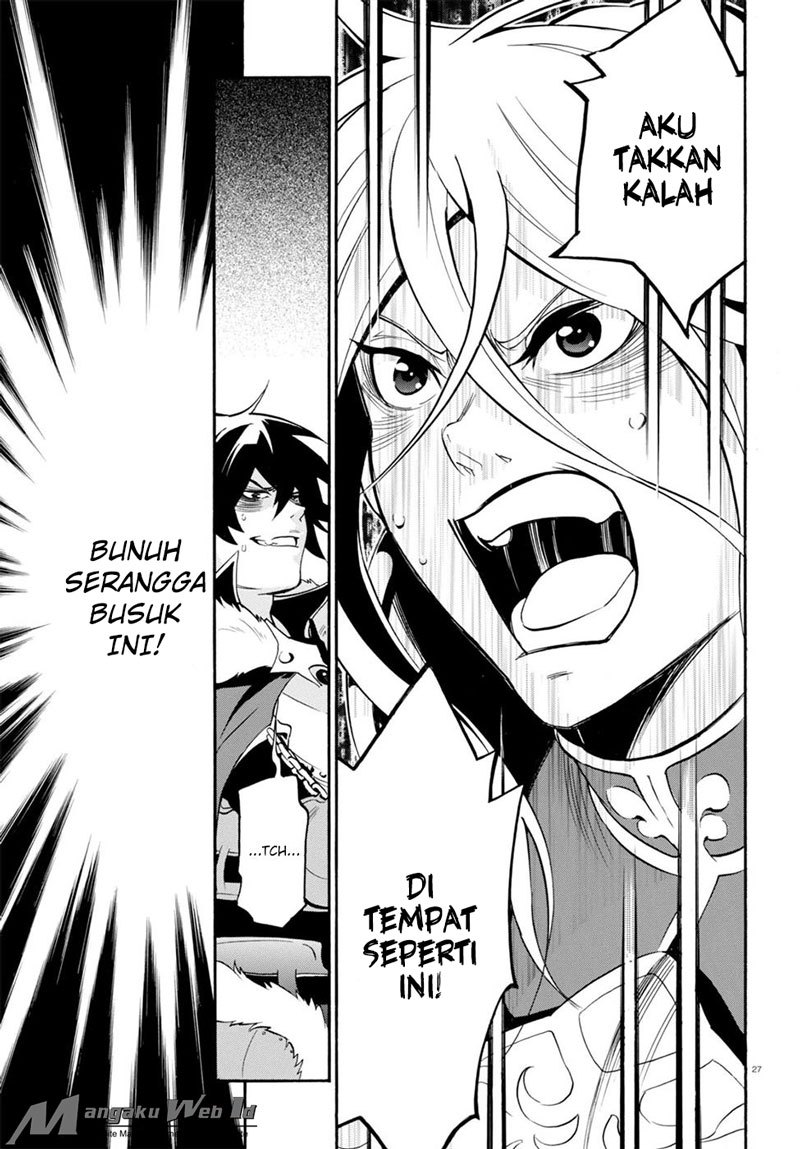 AKU
TAKKAN
KALAH
DI
TEMPAT
SEPERTI
INI!
...TCH...
BUNUH
SERANGGA
BUSUK
INI!
27
Mangaku Web Id